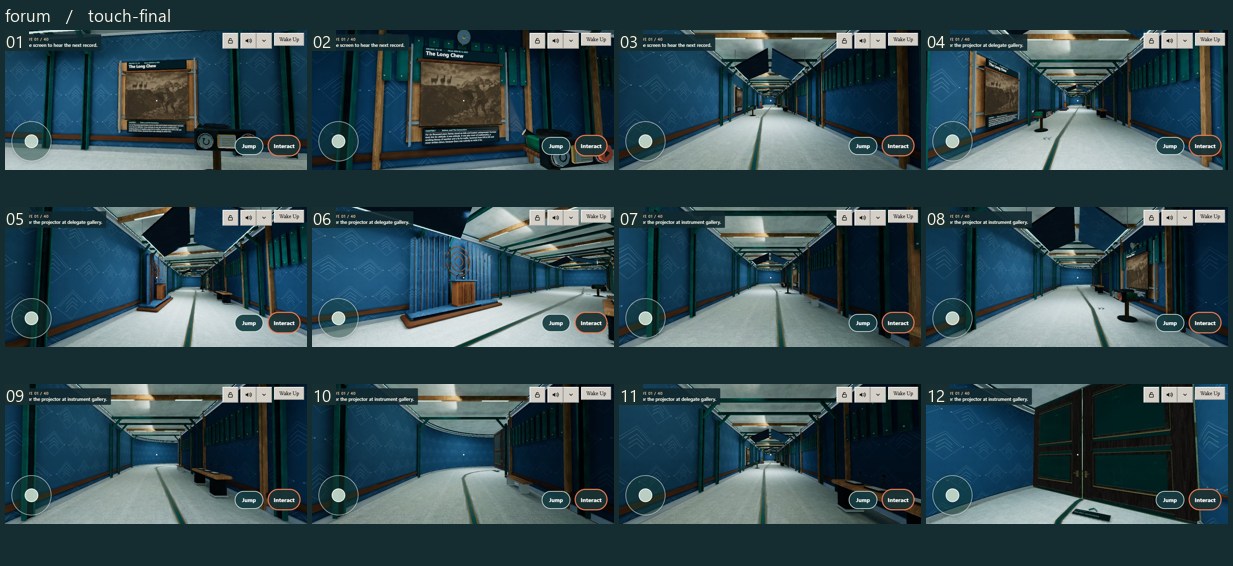 forum / touch-final
01
e screen to hear the next record.
Wake Up
The Long Chew
Jump
Interact
02
e screen to hear the next record.
Wake Up
The Long Chew
Jump
Interact
03
e screen to hear the next record.
Wake Up
Jump
Interact
04
e the projector at delegate gallery.
Wake Up
Jump
Interact
05
e the projector at delegate gallery.
Wake Up
Jump
Interact
06
e the projector at delegate gallery.
Wake Up
Jump
Interact
07
e the projector at instrument gallery.
Wake Up
Jump
Interact
08
e the projector at instrument gallery.
Wake Up
Jump
Interact
09
e the projector at instrument gallery.
Wake Up
Jump
Interact
10
e the projector at instrument gallery.
Wake Up
Jump
Interact
11
e the projector at delegate gallery.
Wake Up
Jump
Interact
12
e the projector at instrument gallery.
Wake Up
Jump
Interact